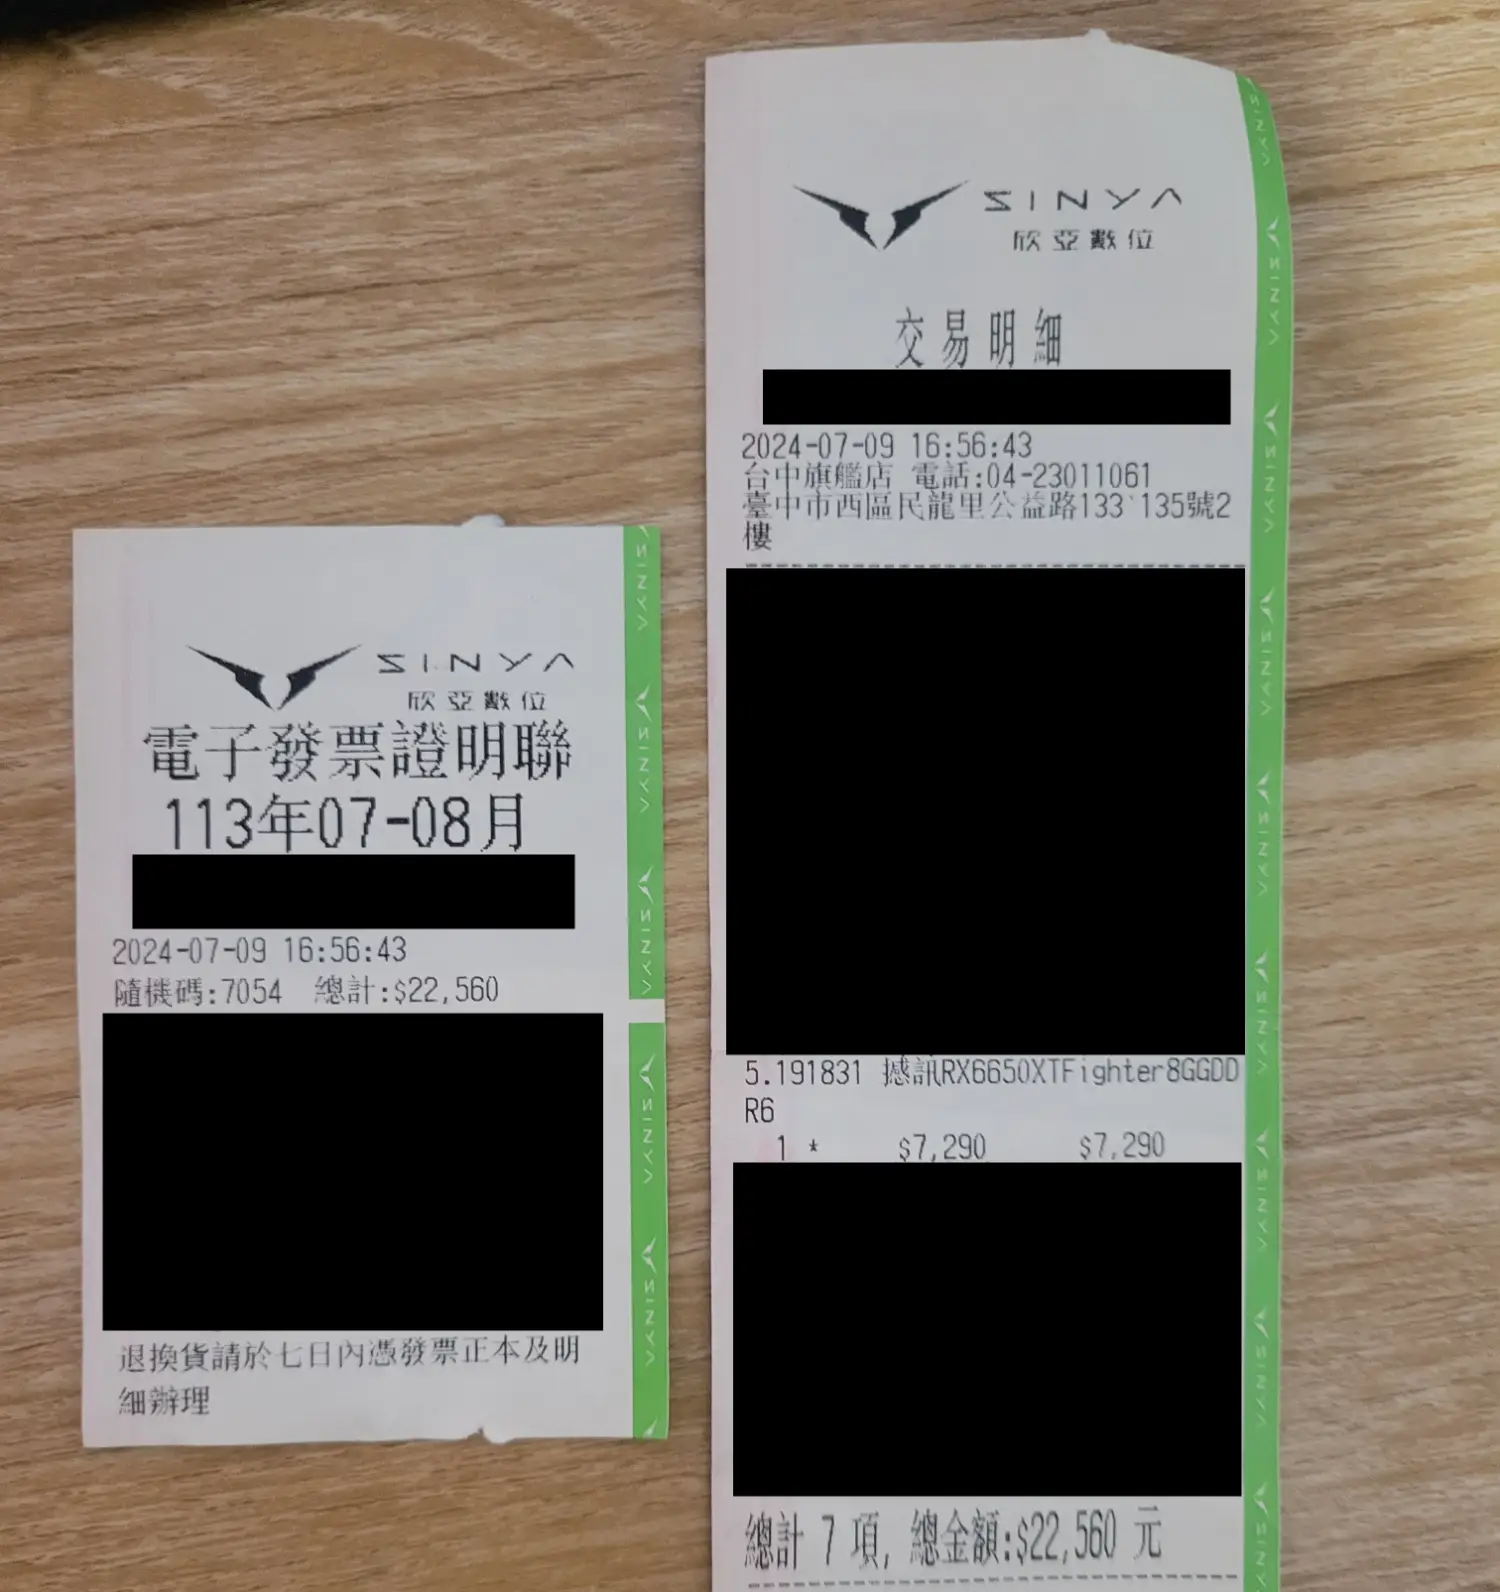 SINYA
欣亞數位
電子發票證明聯
113年07-08月
2024-07-09 16:56:43
隨機碼:7054 總計:$22,560
退換貨請於七日內憑發票正本及明
細辦理
SINYA
欣亞數位
交易明細
2024-07-09 16:56:43
台中旗艦店 電話:04-23011061
臺中市西區民龍里公益路133、135號2
樓
5.191831 撼訊RX6650XTFighter8GGDD
R6
1 * $7,290 $7,290
總計 7 項, 總金額:$22,560 元